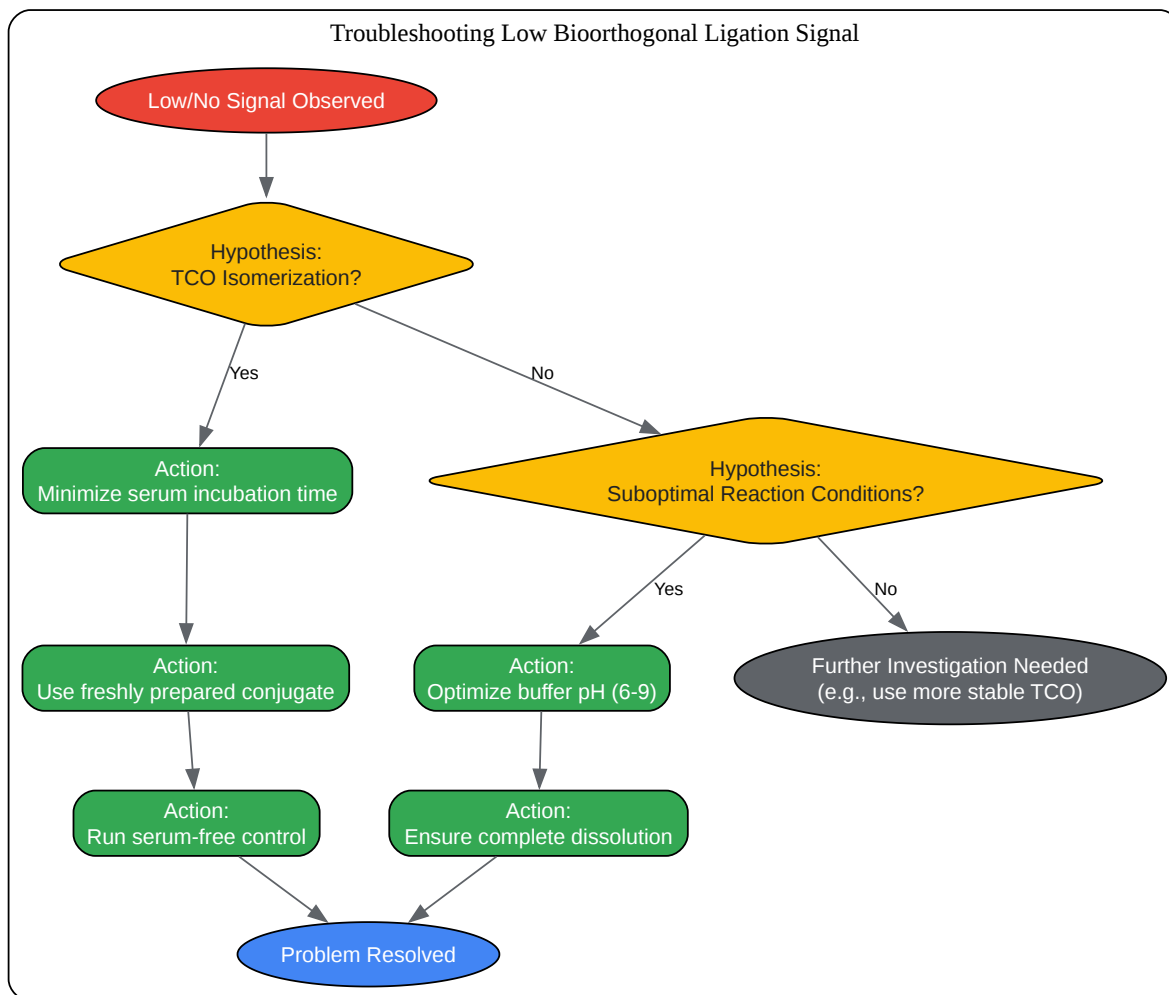 Troubleshooting Low Bioorthogonal Ligation Signal
Low/No Signal Observed
Hypothesis:
TCO Isomerization?
Yes
No
Action:
Minimize serum incubation time
Hypothesis:
Suboptimal Reaction Conditions?
Yes
No
Action:
Use freshly prepared conjugate
Action:
Optimize buffer pH (6-9)
Further Investigation Needed
(e.g., use more stable TCO)
Action:
Run serum-free control
Action:
Ensure complete dissolution
Problem Resolved